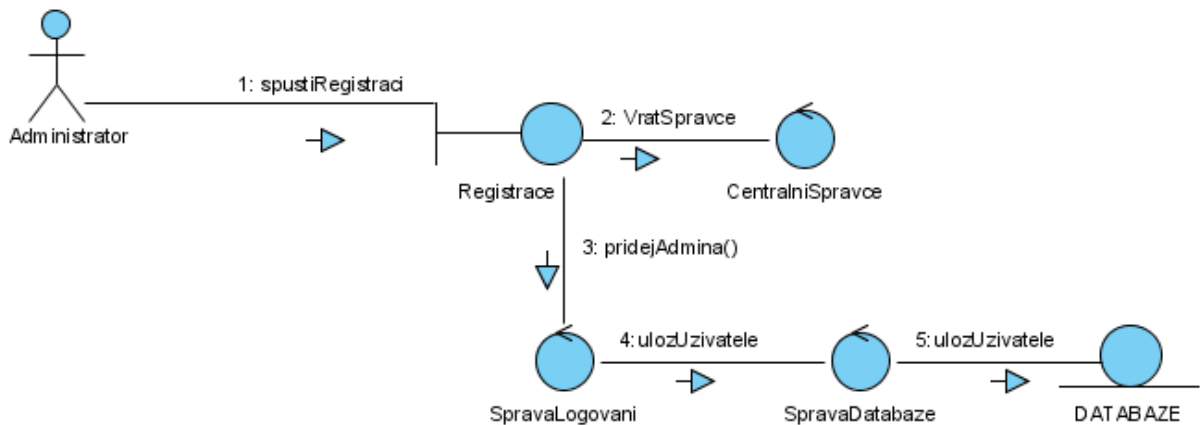 1: spustiRegistraci
Administrator
2: VratSpravce
Registrace
CentralniSpravce
3: pridejAdmina()
4:ulozUzivatele
5:ulozUzivatele
SpravaLogovani
SpravaDatabaze
DATABAZE